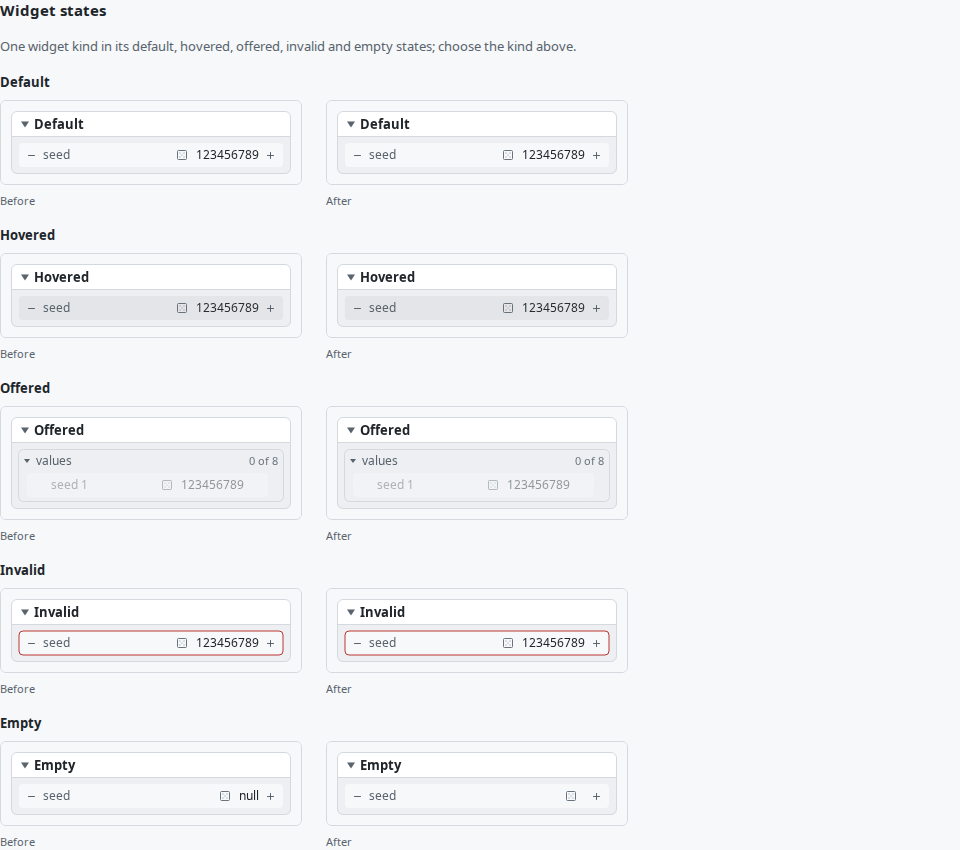 Widget states
One widget kind in its default, hovered, offered, invalid and empty states; choose the kind above.
Default
Default
− seed 123456789 +
Before
Default
− seed 123456789 +
After
Hovered
Hovered
− seed 123456789 +
Before
Hovered
− seed 123456789 +
After
Offered
Offered
values 0 of 8
seed 1 123456789
Before
Offered
values 0 of 8
seed 1 123456789
After
Invalid
Invalid
− seed 123456789 +
Before
Invalid
− seed 123456789 +
After
Empty
Empty
− seed null +
Before
Empty
− seed +
After